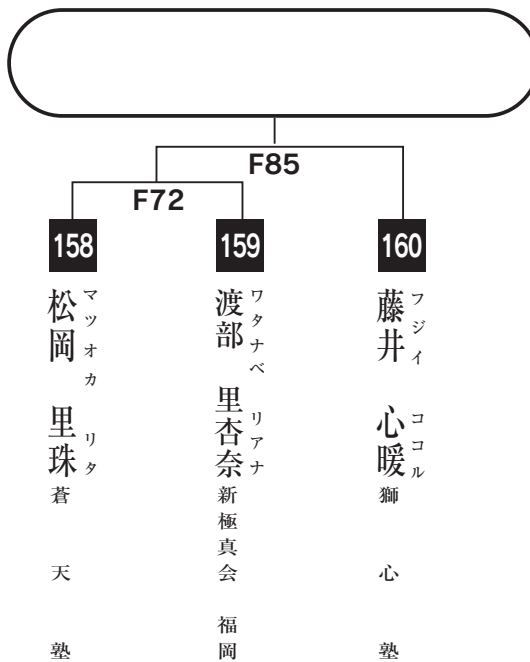 F85
F72
158
松岡 里珠
マツオカ リタ
蒼天塾
159
渡部 里杏奈
ワタナベ リアナ
新極真会 福岡
160
藤井 心暖
フジイ ココル
獅心塾